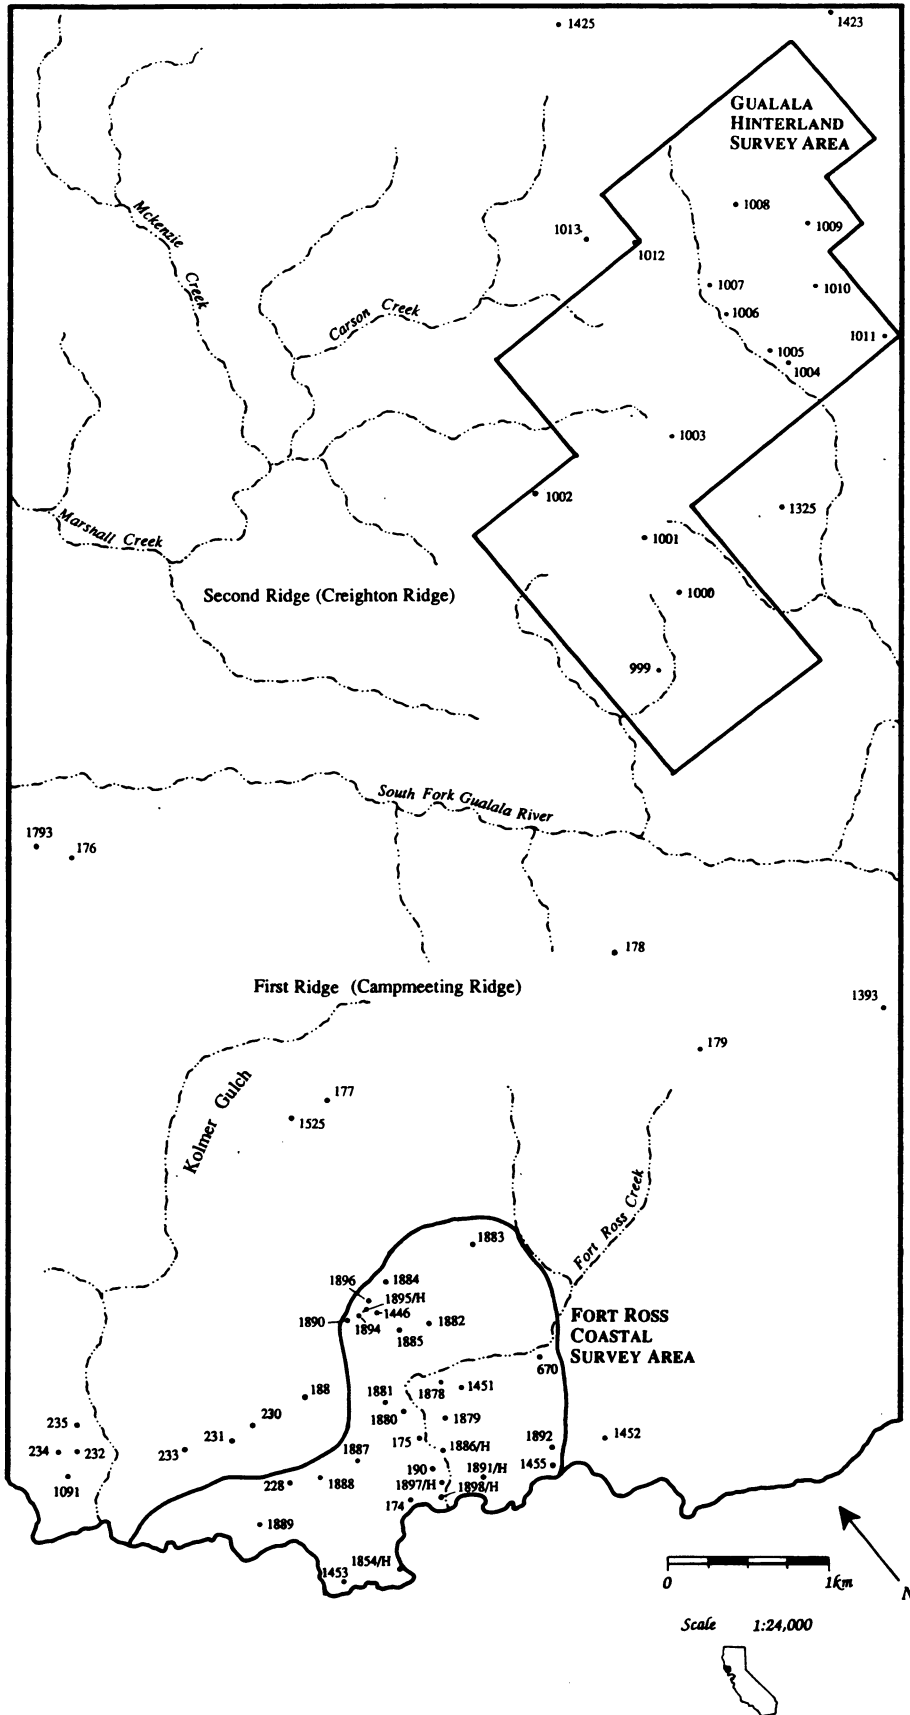 1425
1423
GUALALA
HINTERLAND
SURVEY AREA
1008
1009
1013
1012
1007
1010
1006
1011
1005
1004
Mckenzie
Creek
Carson Creek
1003
1002
1325
1001
Marshall Creek
Second Ridge (Creighton Ridge)
1000
999
South Fork Gualala River
1793
176
178
First Ridge (Campmeeting Ridge)
1393
179
177
1525
Kolmer Gulch
Fort Ross Creek
1883
1896
1884
1895/H
1446
1890
1894
1882
1885
FORT ROSS
COASTAL
SURVEY AREA
670
188
1881
1878
1451
1880
1879
235
230
231
175
1892
1452
234
232
233
1887
1886/H
1455
1091
228
1888
190
1891/H
1897/H
1898/H
174
1889
1854/H
1453
N
0
1km
Scale 1:24,000